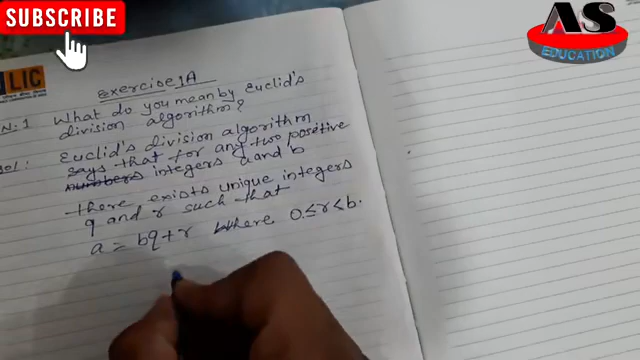 SUBSCRIBE
AS
EDUCATION
LIC
Exercise 1A
N.1 What do you mean by Euclid's
division algorithm?
Sol: Euclid's division algorithm
says that for any two positive
numbers integers a and b
there exists unique integers
q and r such that
a = bq + r where 0 ≤ r ≤ b.